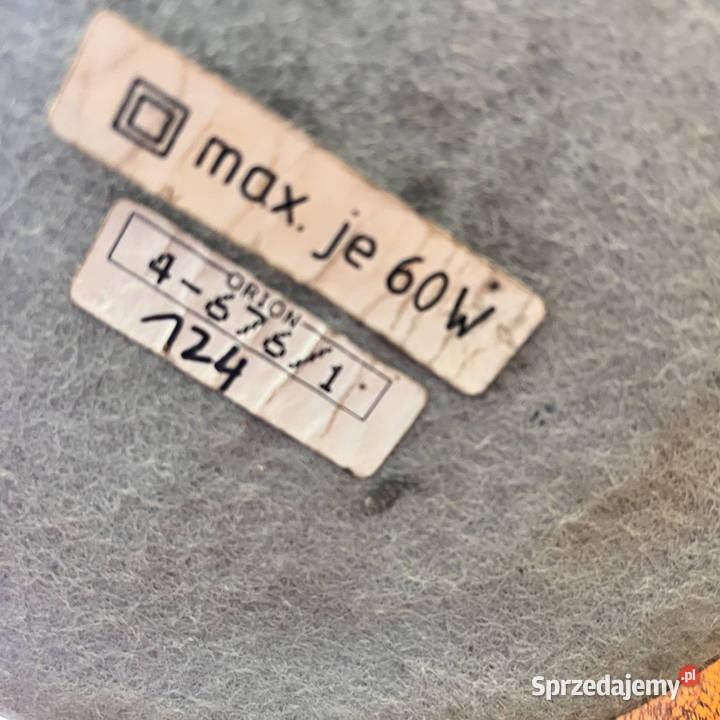 max. je 60W
ORION
4-676/1
124
Sprzedajemy.pl